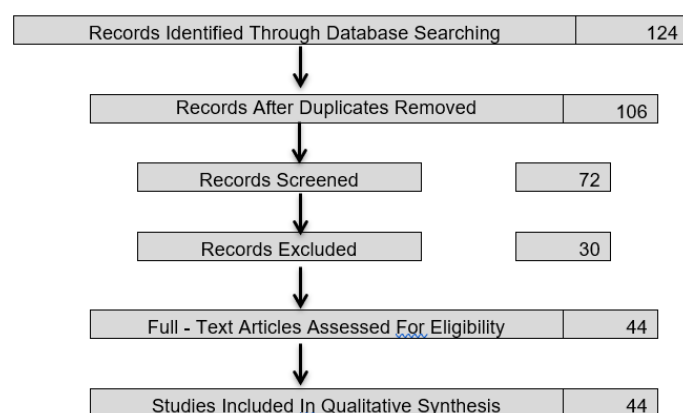 Records Identified Through Database Searching 124
Records After Duplicates Removed 106
Records Screened 72
Records Excluded 30
Full - Text Articles Assessed For Eligibility 44
Studies Included In Qualitative Synthesis 44